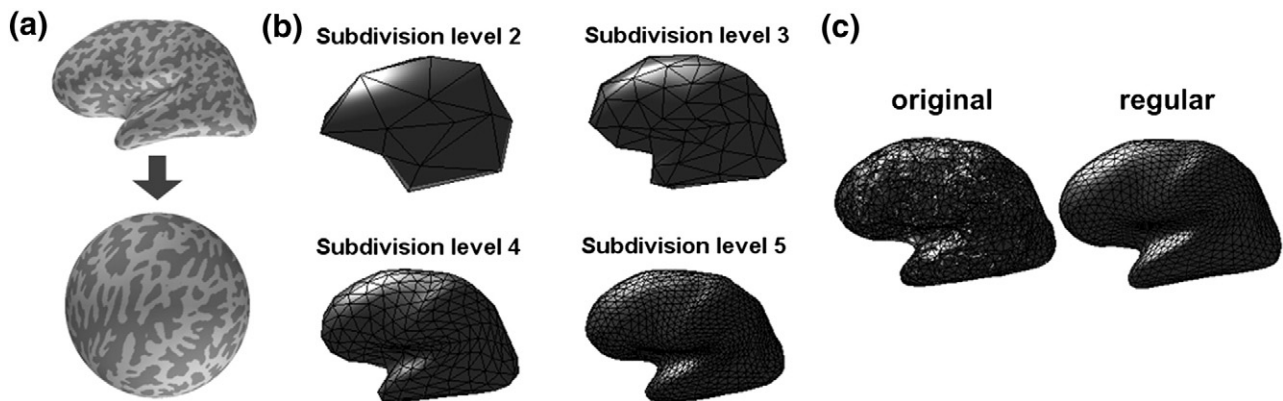 (a)
(b)
Subdivision level 2
Subdivision level 3
(c)
original
regular
Subdivision level 4
Subdivision level 5